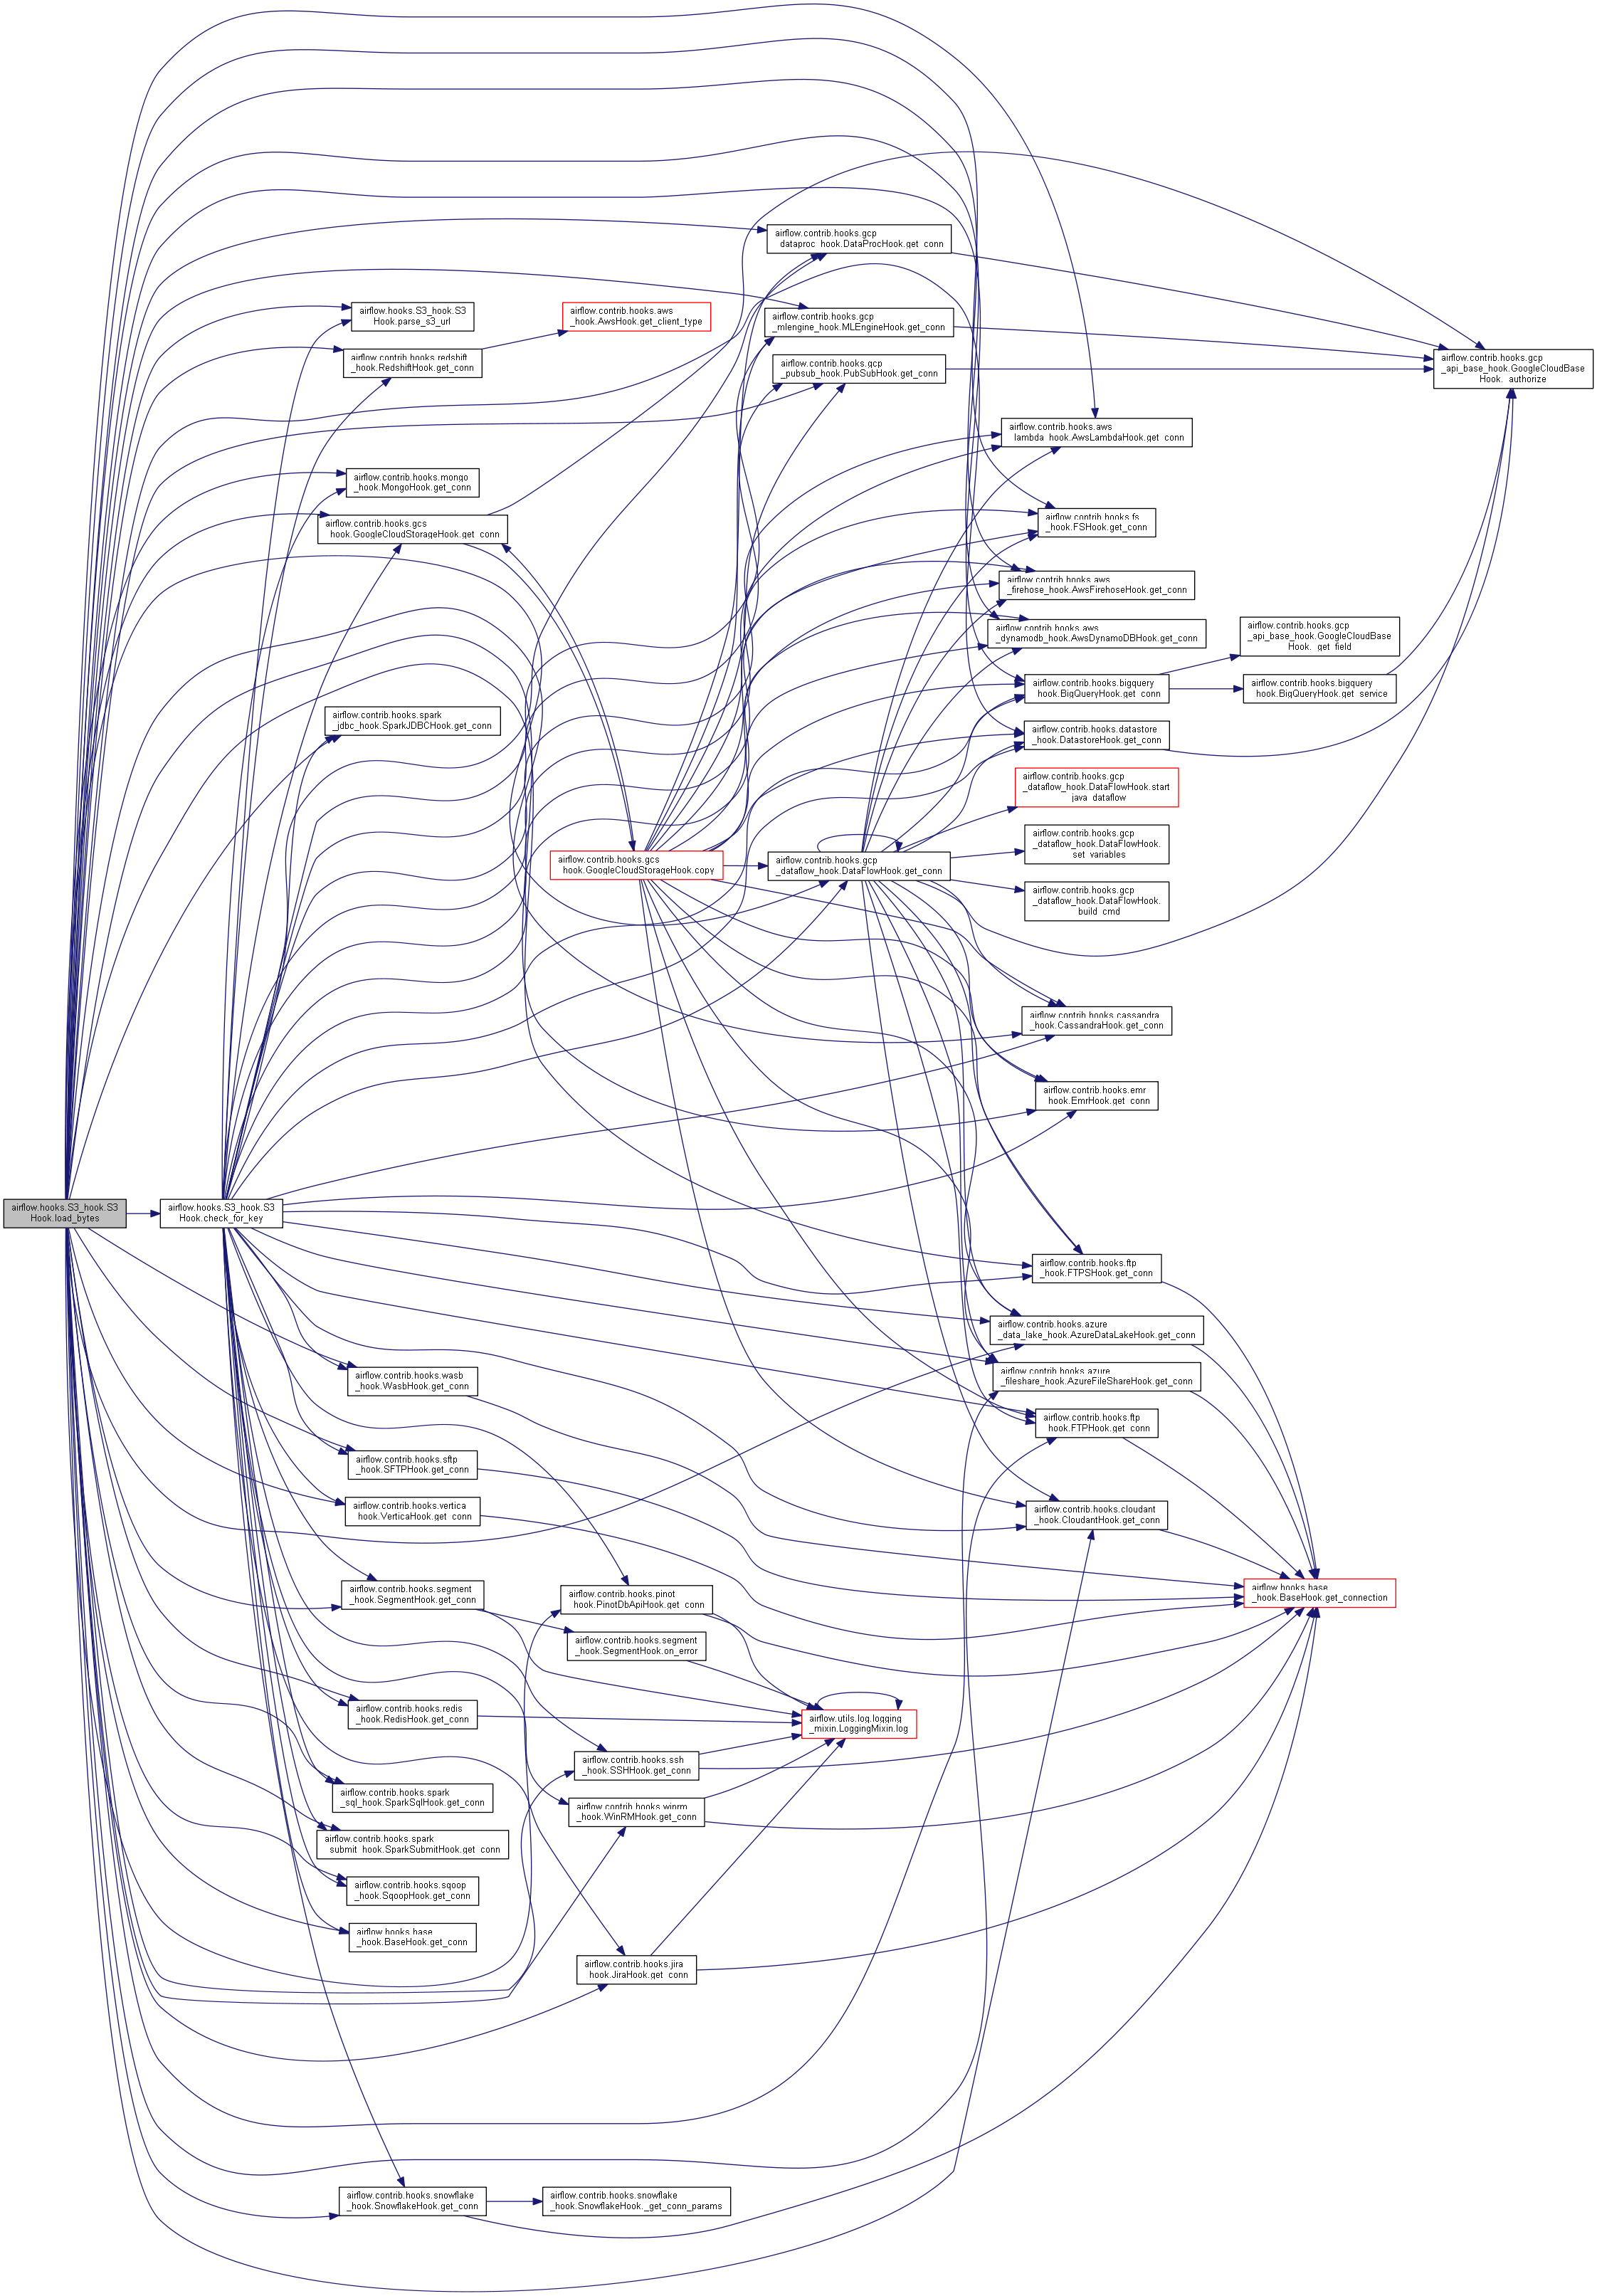 airflow.hooks.S3_hook.S3
Hook.load_bytes
airflow.hooks.S3_hook.S3
Hook.check_for_key
airflow.hooks.S3_hook.S3
Hook.parse_s3_url
airflow.contrib.hooks.redshift
_hook.RedshiftHook.get_conn
airflow.contrib.hooks.mongo
_hook.MongoHook.get_conn
airflow.contrib.hooks.gcs
_hook.GoogleCloudStorageHook.get_conn
airflow.contrib.hooks.spark
_jdbc_hook.SparkJDBCHook.get_conn
airflow.contrib.hooks.wasb
_hook.WasbHook.get_conn
airflow.contrib.hooks.sftp
_hook.SFTPHook.get_conn
airflow.contrib.hooks.vertica
_hook.VerticaHook.get_conn
airflow.contrib.hooks.segment
_hook.SegmentHook.get_conn
airflow.contrib.hooks.redis
_hook.RedisHook.get_conn
airflow.contrib.hooks.spark
_sql_hook.SparkSqlHook.get_conn
airflow.contrib.hooks.spark
_submit_hook.SparkSubmitHook.get_conn
airflow.contrib.hooks.sqoop
_hook.SqoopHook.get_conn
airflow.hooks.base
_hook.BaseHook.get_conn
airflow.contrib.hooks.snowflake
_hook.SnowflakeHook.get_conn
airflow.contrib.hooks.aws
_hook.AwsHook.get_client_type
airflow.contrib.hooks.gcs
_hook.GoogleCloudStorageHook.copy
airflow.contrib.hooks.pinot
_hook.PinotDbApiHook.get_conn
airflow.contrib.hooks.segment
_hook.SegmentHook.on_error
airflow.contrib.hooks.ssh
_hook.SSHHook.get_conn
airflow.contrib.hooks.winrm
_hook.WinRMHook.get_conn
airflow.contrib.hooks.jira
_hook.JiraHook.get_conn
airflow.contrib.hooks.snowflake
_hook.SnowflakeHook._get_conn_params
airflow.contrib.hooks.gcp
_dataproc_hook.DataProcHook.get_conn
airflow.contrib.hooks.gcp
_mlengine_hook.MLEngineHook.get_conn
airflow.contrib.hooks.gcp
_pubsub_hook.PubSubHook.get_conn
airflow.contrib.hooks.gcp
_dataflow_hook.DataFlowHook.get_conn
airflow.utils.log.logging
_mixin.LoggingMixin.log
airflow.contrib.hooks.aws
_lambda_hook.AwsLambdaHook.get_conn
airflow.contrib.hooks.fs
_hook.FSHook.get_conn
airflow.contrib.hooks.aws
_firehose_hook.AwsFirehoseHook.get_conn
airflow.contrib.hooks.aws
_dynamodb_hook.AwsDynamoDBHook.get_conn
airflow.contrib.hooks.bigquery
_hook.BigQueryHook.get_conn
airflow.contrib.hooks.datastore
_hook.DatastoreHook.get_conn
airflow.contrib.hooks.gcp
_dataflow_hook.DataFlowHook.start
_java_dataflow
airflow.contrib.hooks.gcp
_dataflow_hook.DataFlowHook.
_set_variables
airflow.contrib.hooks.gcp
_dataflow_hook.DataFlowHook.
_build_cmd
airflow.contrib.hooks.cassandra
_hook.CassandraHook.get_conn
airflow.contrib.hooks.emr
_hook.EmrHook.get_conn
airflow.contrib.hooks.ftp
_hook.FTPSHook.get_conn
airflow.contrib.hooks.azure
_data_lake_hook.AzureDataLakeHook.get_conn
airflow.contrib.hooks.azure
_fileshare_hook.AzureFileShareHook.get_conn
airflow.contrib.hooks.ftp
_hook.FTPHook.get_conn
airflow.contrib.hooks.cloudant
_hook.CloudantHook.get_conn
airflow.contrib.hooks.gcp
_api_base_hook.GoogleCloudBase
Hook._get_field
airflow.contrib.hooks.bigquery
_hook.BigQueryHook.get_service
airflow.hooks.base
_hook.BaseHook.get_connection
airflow.contrib.hooks.gcp
_api_base_hook.GoogleCloudBase
Hook._authorize